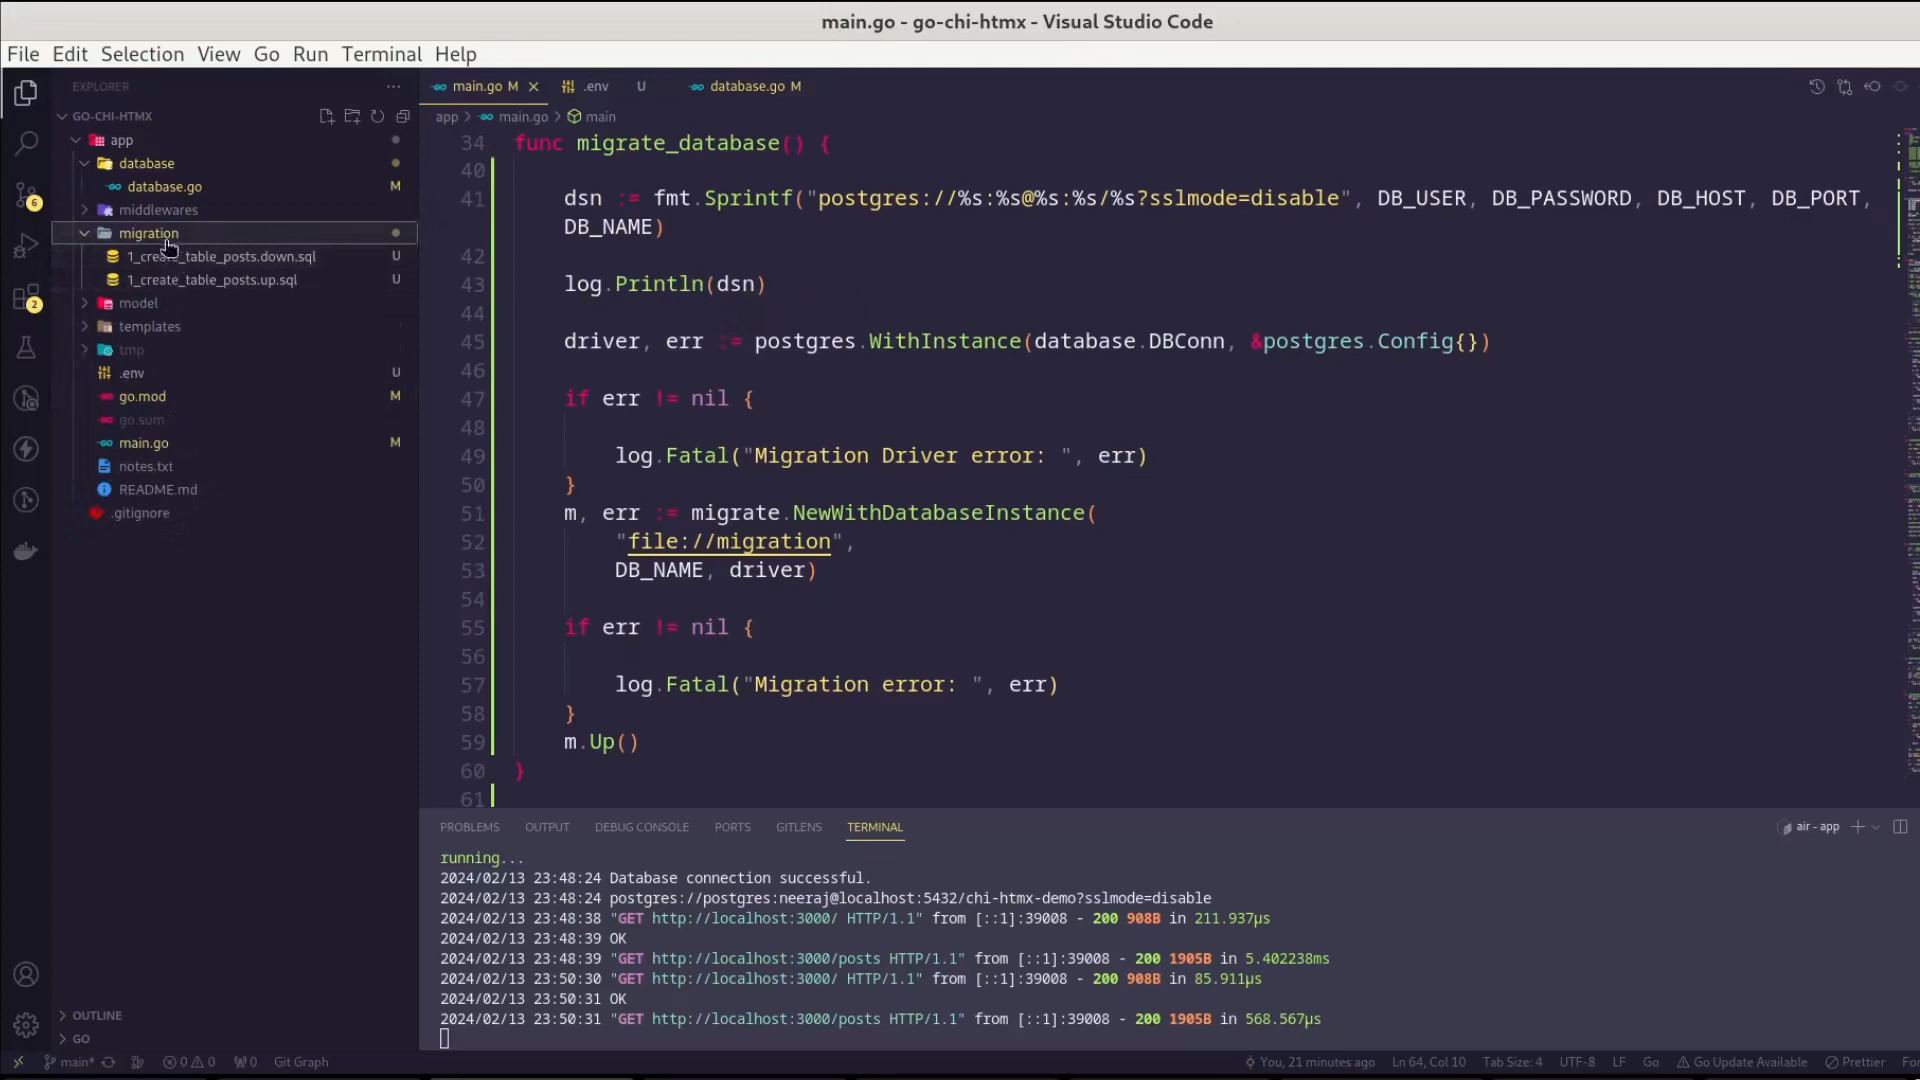 main.go - go-chi-htmx - Visual Studio Code
File Edit Selection View Go Run Terminal Help
EXPLORER
GO-CHI-HTMX
app
database
database.go M
middlewares
migration
1_create_table_posts.down.sql U
1_create_table_posts.up.sql U
model
templates
tmp
.env U
go.mod M
go.sum
main.go M
notes.txt
README.md
.gitignore
OUTLINE
GO
6
2
main.go M
.env U
database.go M
app > main.go > main
34 func migrate_database() {
40
41 dsn := fmt.Sprintf("postgres://%s:%s@%s:%s/%s?sslmode=disable", DB_USER, DB_PASSWORD, DB_HOST, DB_PORT,
DB_NAME)
42
43 log.Println(dsn)
44
45 driver, err := postgres.WithInstance(database.DBConn, &postgres.Config{})
46
47 if err != nil {
48
49 log.Fatal("Migration Driver error: ", err)
50 }
51 m, err := migrate.NewWithDatabaseInstance(
52 "file://migration",
53 DB_NAME, driver)
54
55 if err != nil {
56
57 log.Fatal("Migration error: ", err)
58 }
59 m.Up()
60 }
61
PROBLEMS OUTPUT DEBUG CONSOLE PORTS GITLENS TERMINAL
air - app
running...
2024/02/13 23:48:24 Database connection successful.
2024/02/13 23:48:24 postgres://postgres:neeraj@localhost:5432/chi-htmx-demo?sslmode=disable
2024/02/13 23:48:38 "GET http://localhost:3000/ HTTP/1.1" from [::1]:39008 - 200 908B in 211.937µs
2024/02/13 23:48:39 OK
2024/02/13 23:48:39 "GET http://localhost:3000/posts HTTP/1.1" from [::1]:39008 - 200 1905B in 5.402238ms
2024/02/13 23:50:30 "GET http://localhost:3000/ HTTP/1.1" from [::1]:39008 - 200 908B in 85.911µs
2024/02/13 23:50:31 OK
2024/02/13 23:50:31 "GET http://localhost:3000/posts HTTP/1.1" from [::1]:39008 - 200 1905B in 568.567µs
main* 0 0 0 Git Graph You, 21 minutes ago Ln 64, Col 10 Tab Size: 4 UTF-8 LF Go Go Update Available Prettier Fo